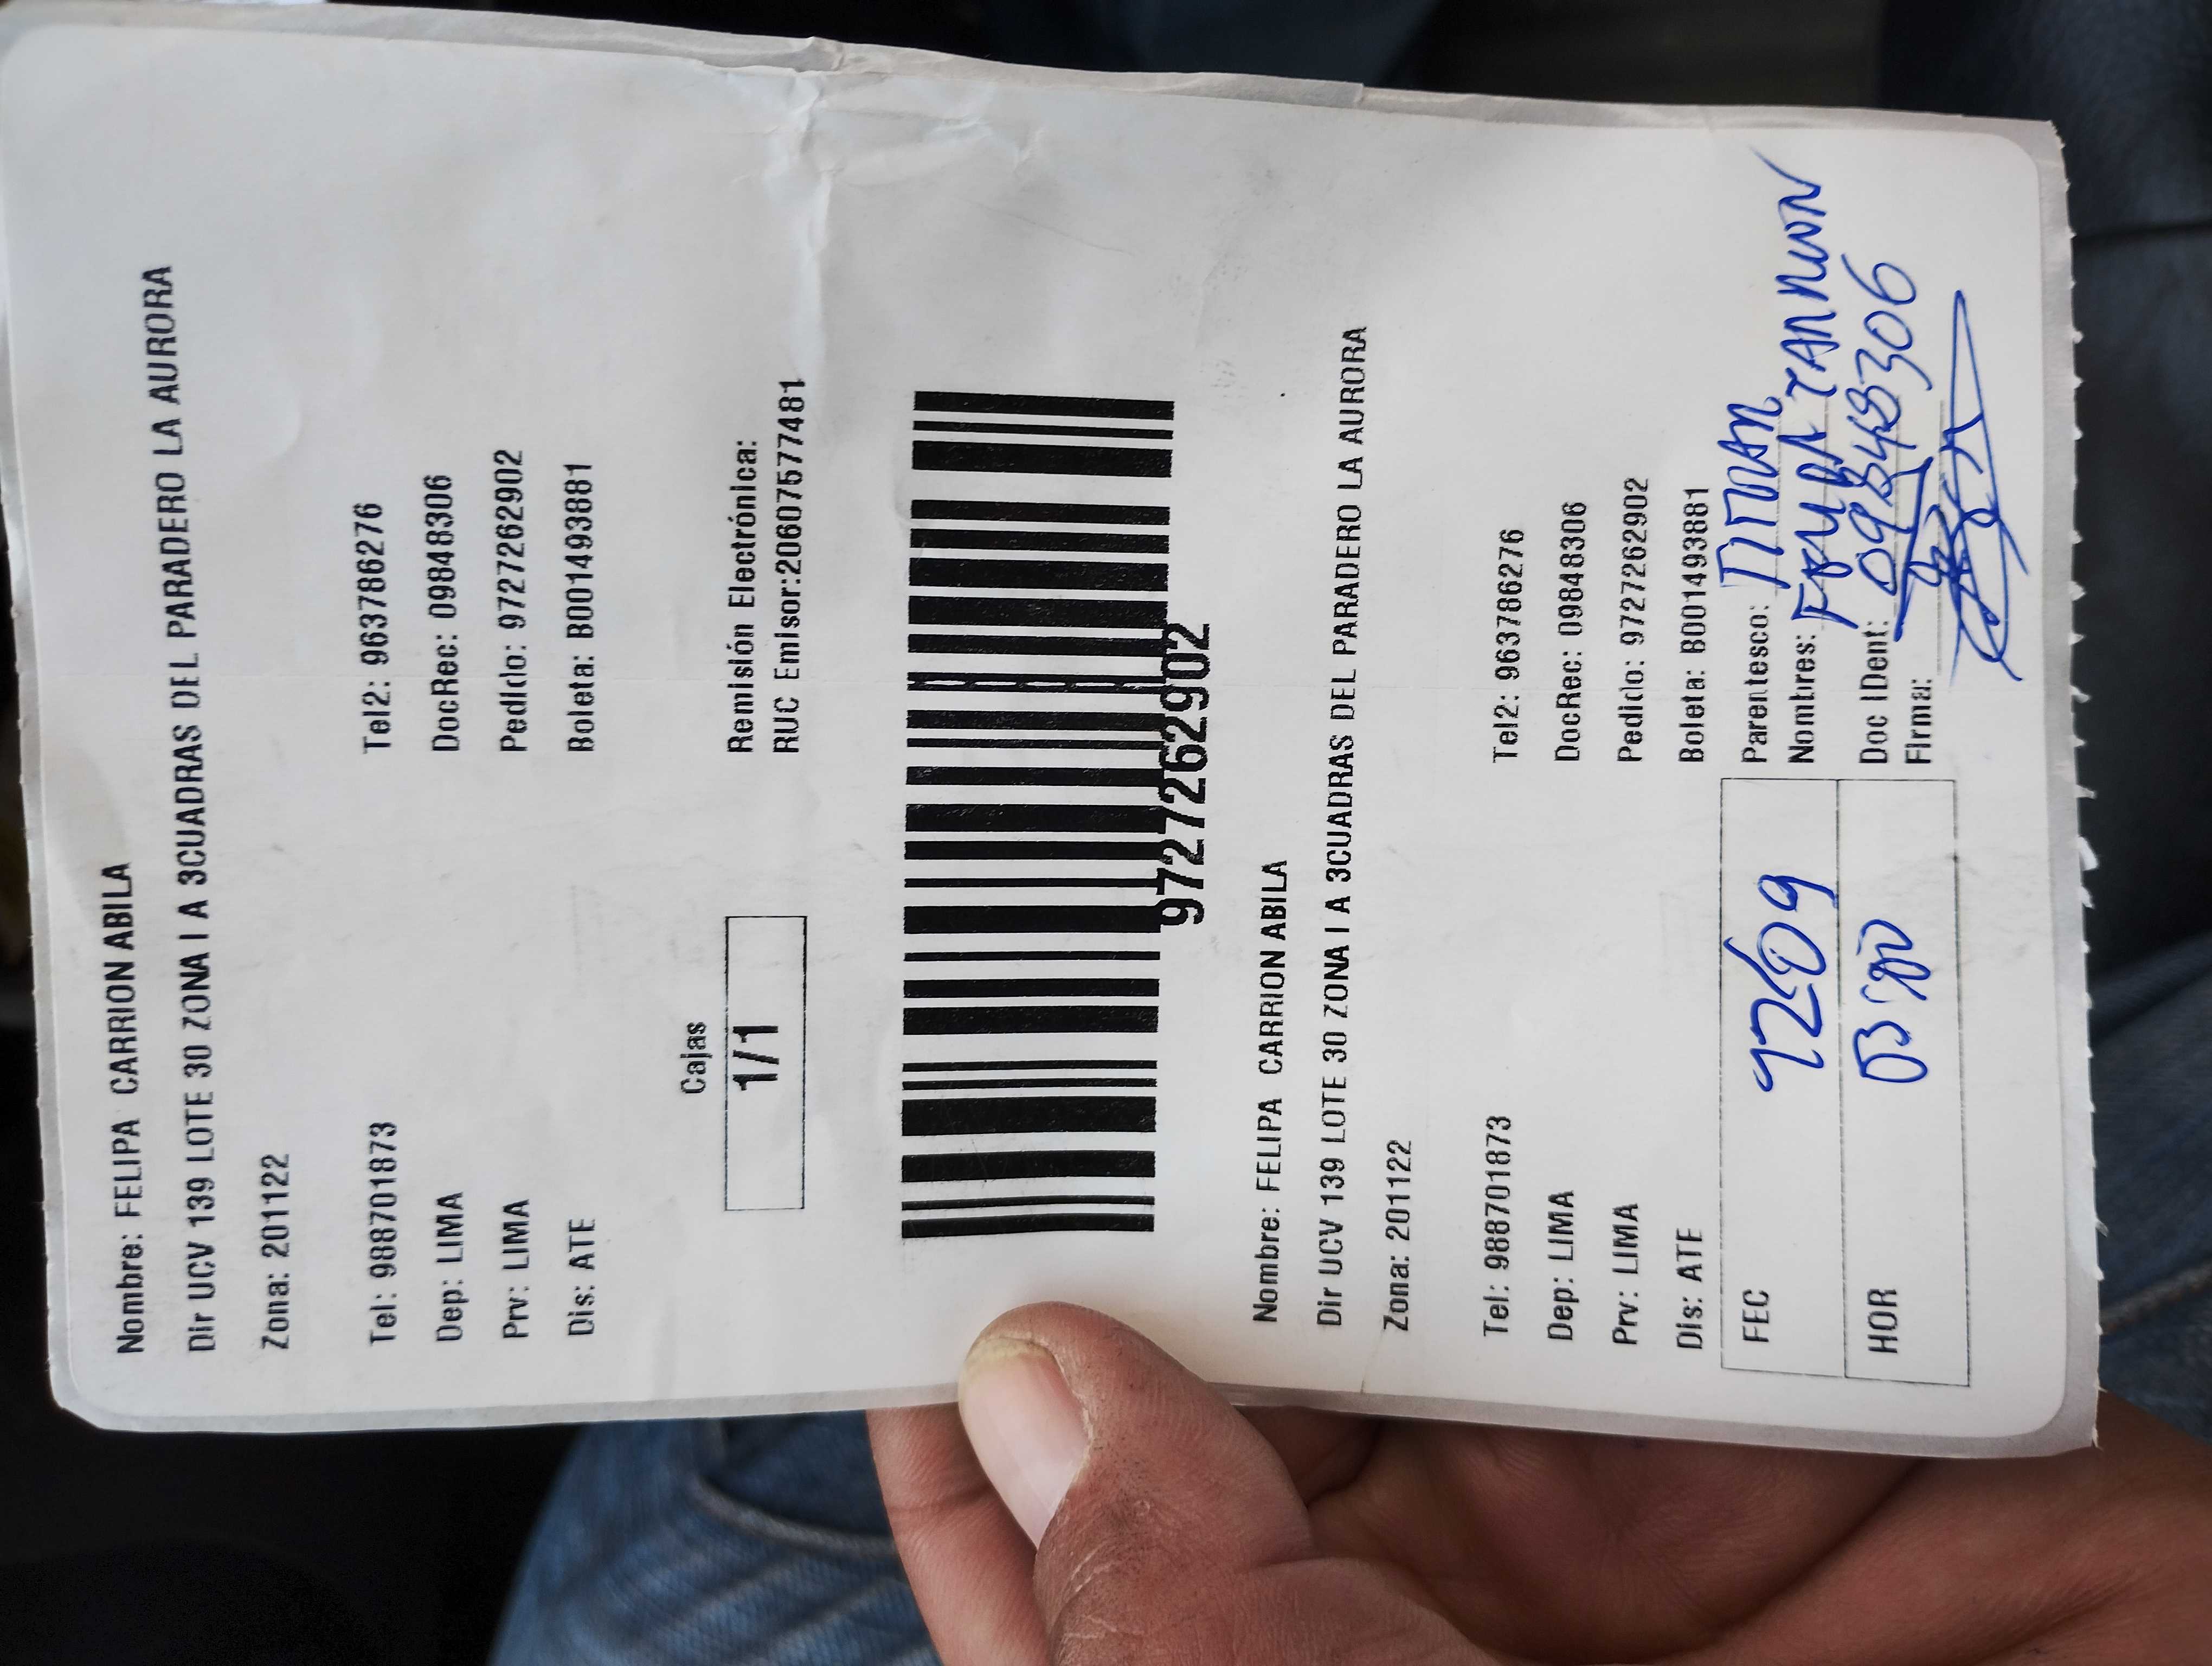 Nombre: FELIPA CARRION ABILA
Dir UCV 139 LOTE 30 ZONA I A 3CUADRAS DEL PARADERO LA AURORA
Zona: 201122
Tel: 988701873 Tel2: 963786276
Dep: LIMA DocRec: 09848306
Prv: LIMA Pedido: 9727262902
Dis: ATE Boleta: B001493881
Cajas
1/1
Remisión Electrónica:
RUC Emisor:20607577481
9727262902
Nombre: FELIPA CARRION ABILA
Dir UCV 139 LOTE 30 ZONA I A 3CUADRAS DEL PARADERO LA AURORA
Zona: 201122
Tel: 988701873 Tel2: 963786276
Dep: LIMA DocRec: 09848306
Prv: LIMA Pedido: 9727262902
Dis: ATE Boleta: B001493881
FEC
HOR
Parentesco:
Nombres:
Doc IDent: 09848306
Firma: